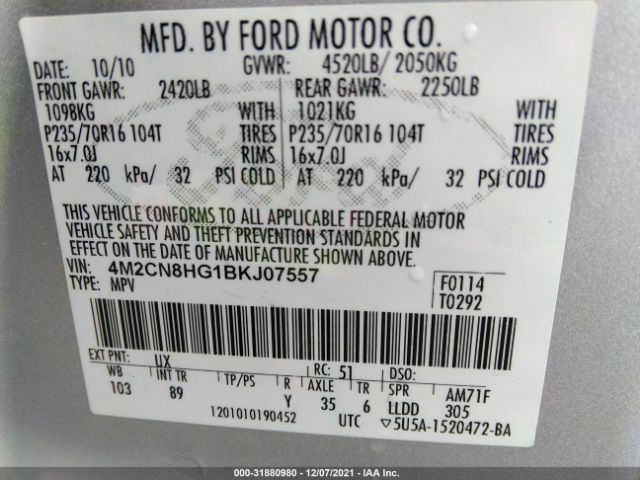 MFD. BY FORD MOTOR CO.
DATE: 10/10 GVWR: 4520LB/ 2050KG
FRONT GAWR: 2420LB REAR GAWR: 2250LB
1098KG WITH 1021KG WITH
P235/70R16 104T TIRES P235/70R16 104T TIRES
16x7.0J RIMS 16x7.0J RIMS
AT 220 kPa/ 32 PSI COLD AT 220 kPa/ 32 PSI COLD
THIS VEHICLE CONFORMS TO ALL APPLICABLE FEDERAL MOTOR
VEHICLE SAFETY AND THEFT PREVENTION STANDARDS IN
EFFECT ON THE DATE OF MANUFACTURE SHOWN ABOVE.
VIN: 4M2CN8HG1BKJ07557 F0114
TYPE: MPV T0292
EXT PNT: UX RC: 51 DSO:
WB INT TR TP/PS R AXLE TR SPR AM71F
103 89 Y 35 6 LLDD 305
1201010190452 UTC ▽5U5A-1520472-BA
000-31880980 - 12/07/2021 - IAA Inc.